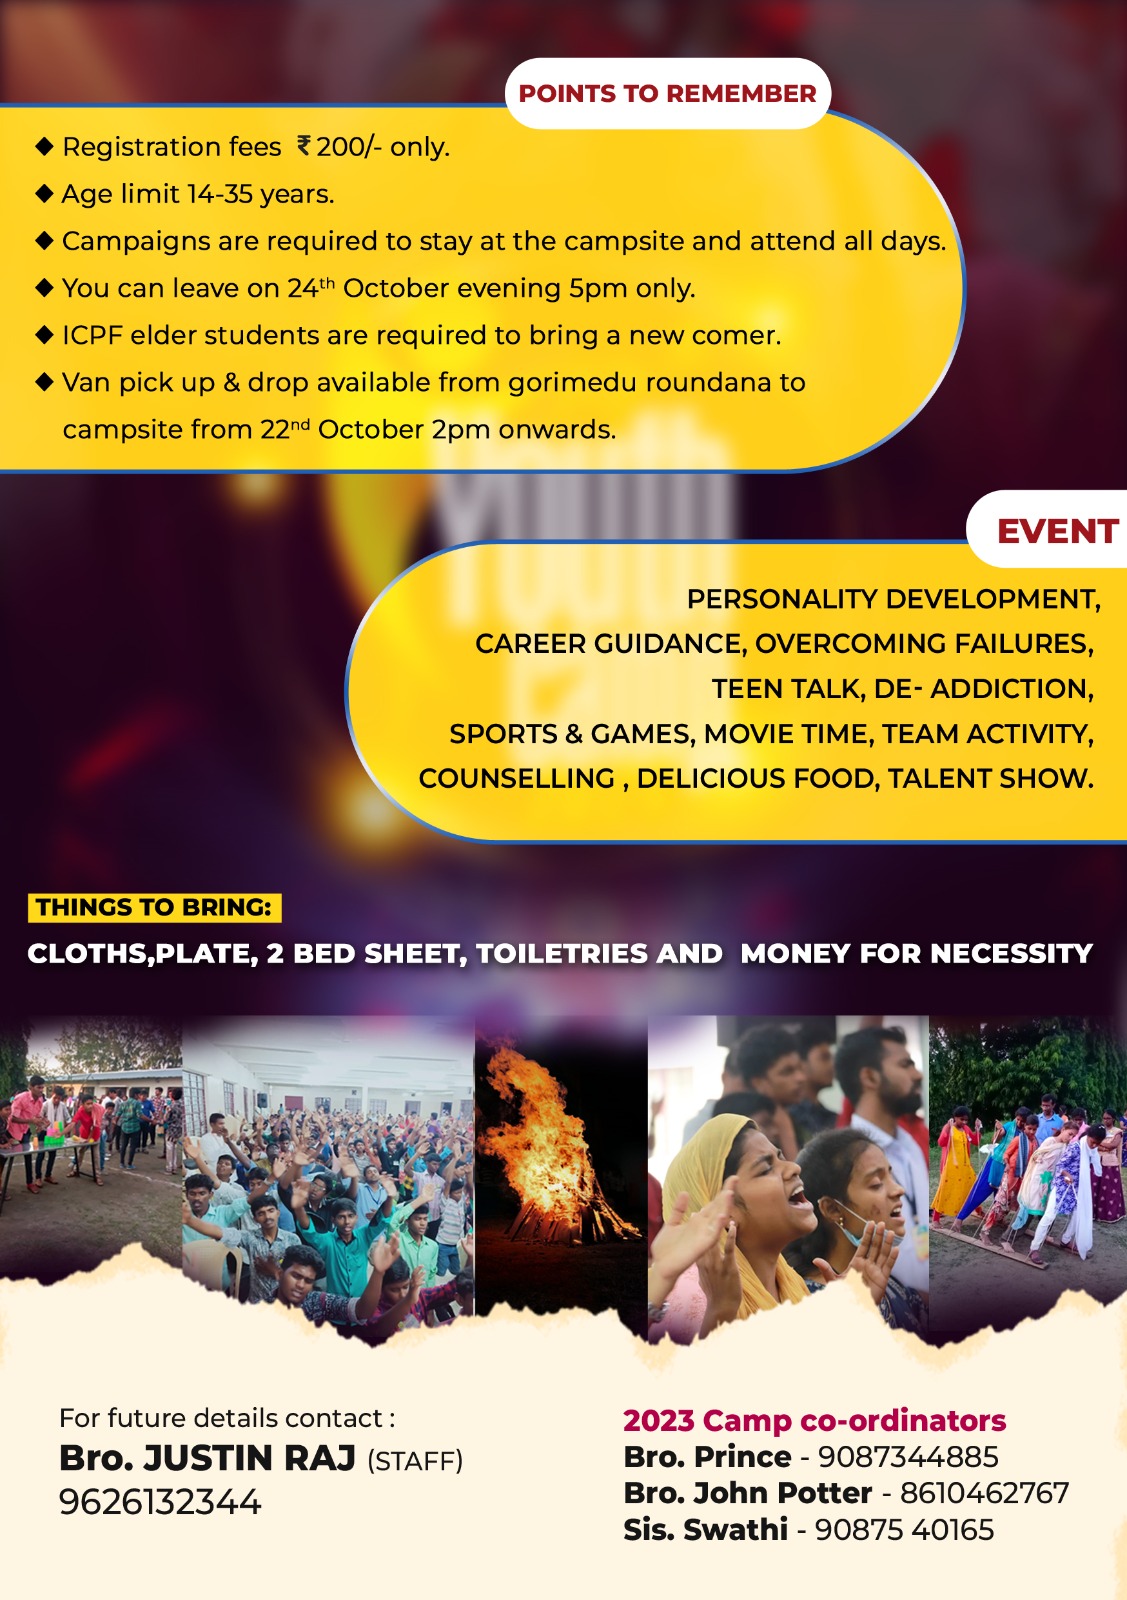 POINTS TO REMEMBER
◆ Registration fees ₹ 200/- only.
◆ Age limit 14-35 years.
◆ Campaigns are required to stay at the campsite and attend all days.
◆ You can leave on 24th October evening 5pm only.
◆ ICPF elder students are required to bring a new comer.
◆ Van pick up & drop available from gorimedu roundana to
campsite from 22nd October 2pm onwards.
Youth
Camp
EVENT
PERSONALITY DEVELOPMENT,
CAREER GUIDANCE, OVERCOMING FAILURES,
TEEN TALK, DE- ADDICTION,
SPORTS & GAMES, MOVIE TIME, TEAM ACTIVITY,
COUNSELLING , DELICIOUS FOOD, TALENT SHOW.
THINGS TO BRING:
CLOTHS,PLATE, 2 BED SHEET, TOILETRIES AND MONEY FOR NECESSITY
For future details contact :
Bro. JUSTIN RAJ (STAFF)
9626132344
2023 Camp co-ordinators
Bro. Prince - 9087344885
Bro. John Potter - 8610462767
Sis. Swathi - 90875 40165